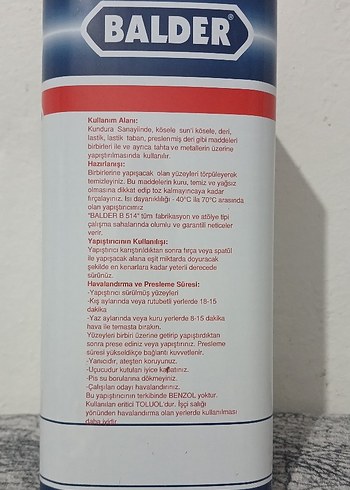 BALDER®
Kullanım Alanı:
Kundura Sanayiinde, kösele sun'i kösele, deri,
lastik, lastik taban, preslenmiş deri gibi maddeleri
birbirleri ile ve ayrıca tahta ve metallerin üzerine
yapıştırılmasında kullanılır.
Hazırlanışı:
Birbirlerine yapışacak olan yüzeyleri törpüleyerek
temizleyiniz. Bu maddelerin kuru, temiz ve yağsız
olmasına dikkat edip toz kalmayıncaya kadar
fırçalayınız. Isı dayanıklılığı - 40°C ila 70°C arasında
olan yapıştırıcımız
"BALDER B 514" tüm fabrikasyon ve atölye tipi
çalışma sahalarında olumlu ve garantili neticeler
verir.
Yapıştırıcının Kullanılışı:
Yapıştırıcı karıştırıldıktan sonra fırça veya spatül
ile yapışacak alana eşit miktarda doyuracak
şekilde en kenarlara kadar yeterli derecede
sürünüz.
Havalandırma ve Presleme Süresi:
-Yapıştırıcı sürülmüş yüzeyleri
-Kış aylarında veya rutubetli yerlerde 18-15
dakika
-Yaz aylarında veya kuru yerlerde 8-15 dakika
hava ile temasta bırakın.
Yüzeyleri birbiri üzerine getirip yapıştırdıktan
sonra prese ediniz veya yapıştırınız. Presleme
süresi yükseldikçe bağlantı kuvvetlenir.
-Yanıcıdır, ateşten koruyunuz.
-Uçucudur kutuları iyice kapatınız.
-Pis su borularına dökmeyiniz.
-Çalışılan odayı havalandırınız.
Bu yapıştırıcının terkibinde BENZOL yoktur.
Kullanılan eritici TOLUOL'dur. İşçi sağlığı
yönünden havalandırma olan yerlerde kullanılması
daha iyidir.